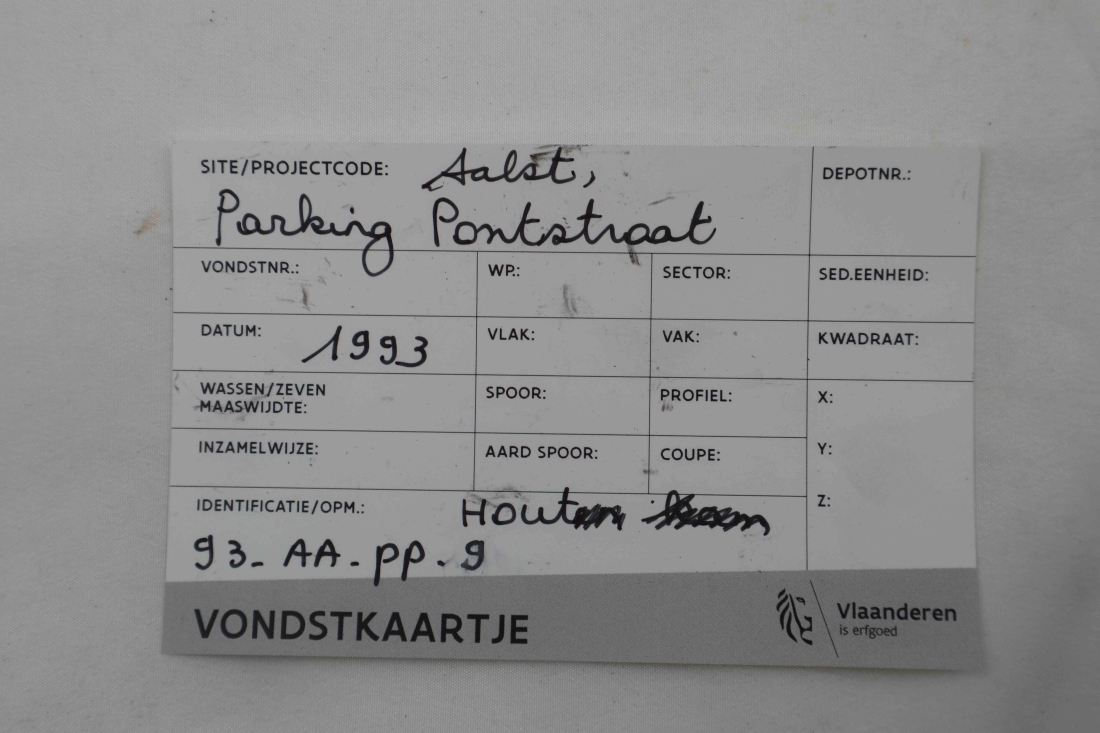 SITE/PROJECTCODE: Aalst,
Parking Pontstraat
DEPOTNR.:
VONDSTNR.:
WP.:
SECTOR:
SED.EENHEID:
DATUM: 1993
VLAK:
VAK:
KWADRAAT:
WASSEN/ZEVEN
MAASWIJDTE:
SPOOR:
PROFIEL:
X:
INZAMELWIJZE:
AARD SPOOR:
COUPE:
Y:
IDENTIFICATIE/OPM.: HOUT
Z:
93- AA- pp. 9
VONDSTKAARTJE
Vlaanderen
is erfgoed